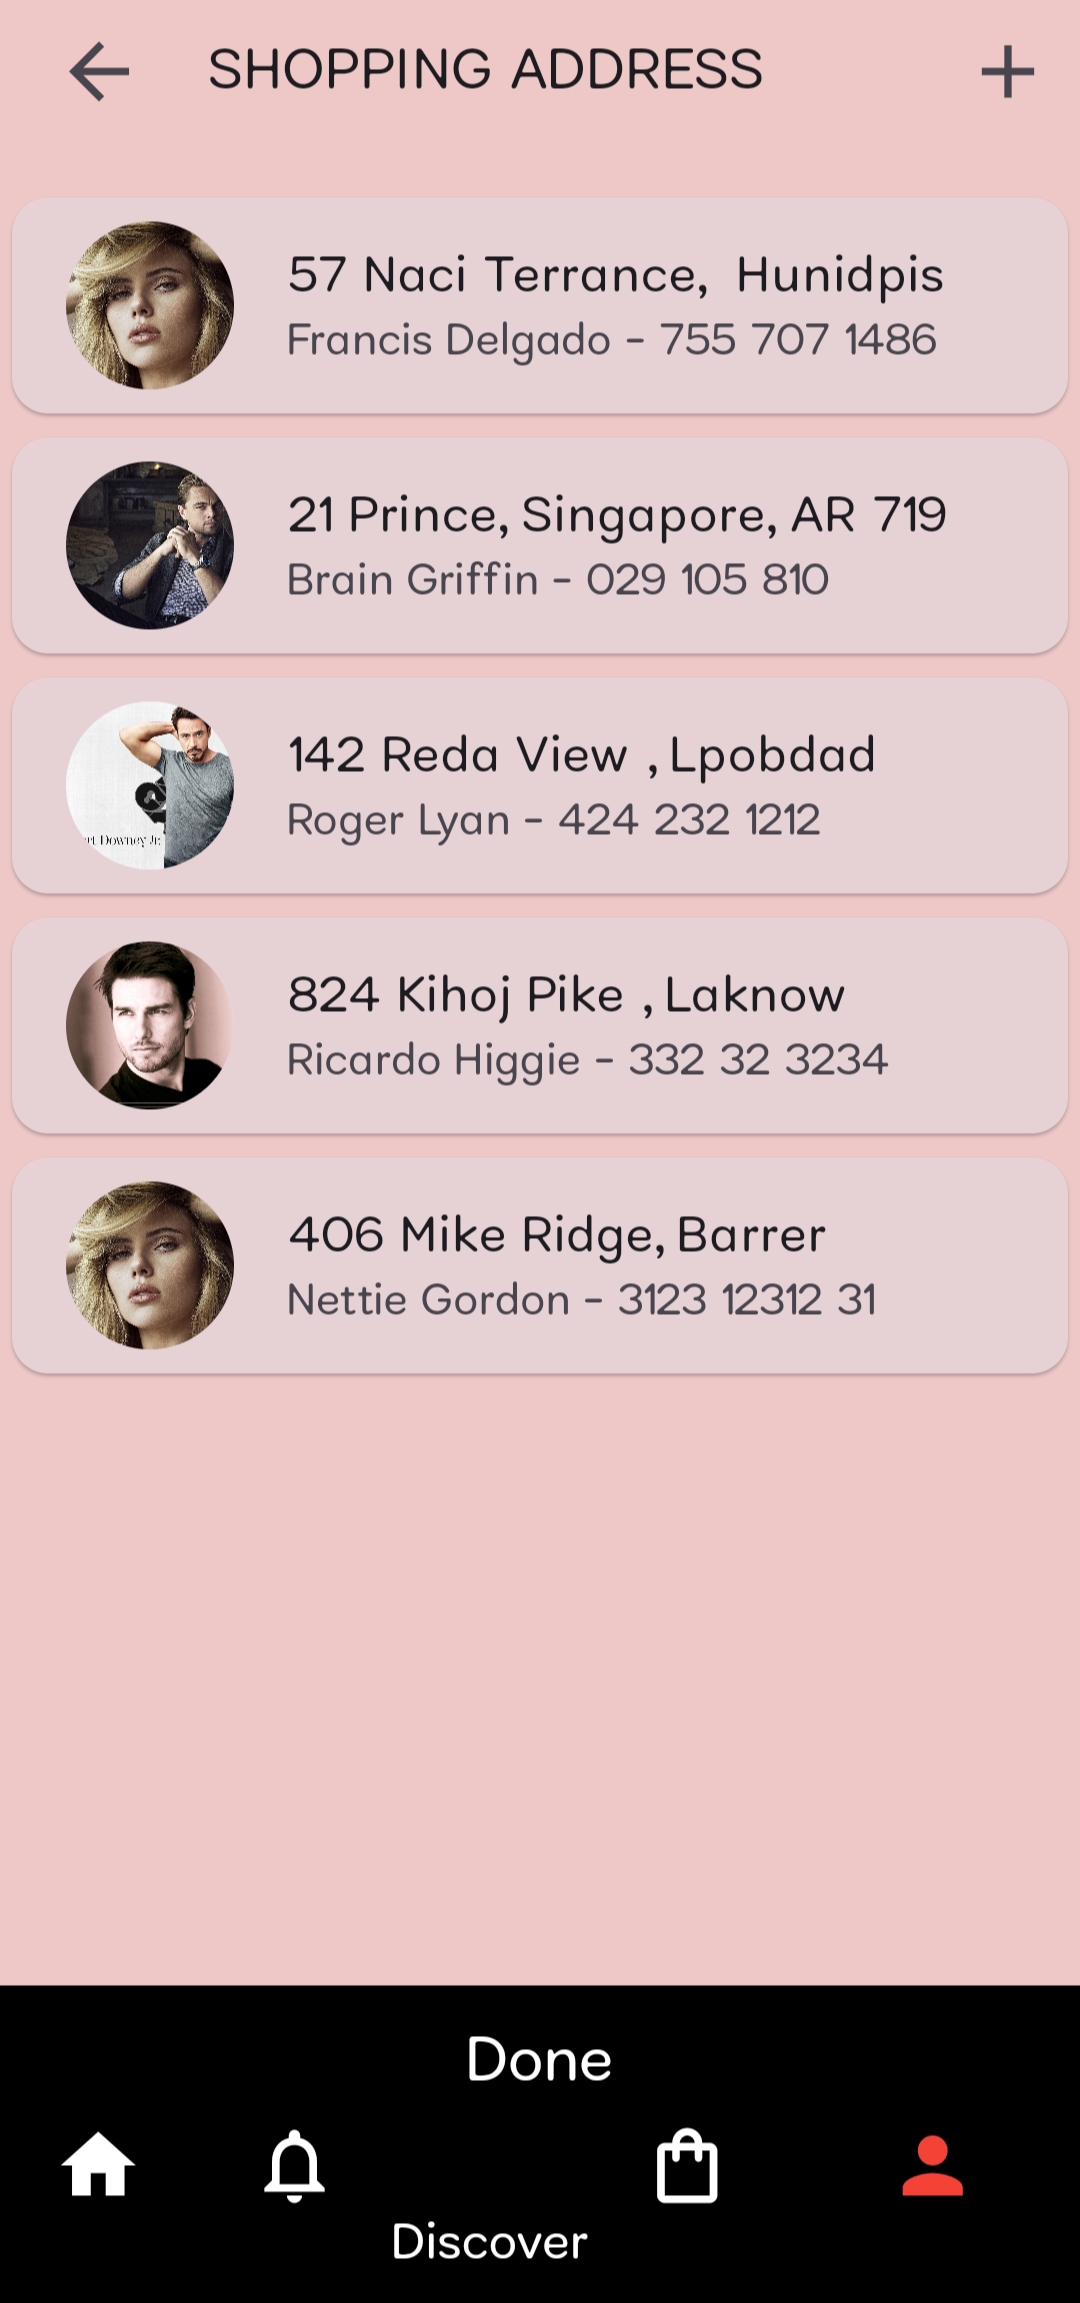 SHOPPING ADDRESS
57 Naci Terrance,  Hunidpis
Francis Delgado - 755 707 1486
21 Prince, Singapore, AR 719
Brain Griffin - 029 105 810
142 Reda View , Lpobdad
Roger Lyan - 424 232 1212
Downey Jr.
824 Kihoj Pike , Laknow
Ricardo Higgie - 332 32 3234
406 Mike Ridge, Barrer
Nettie Gordon - 3123 12312 31
Done
Discover